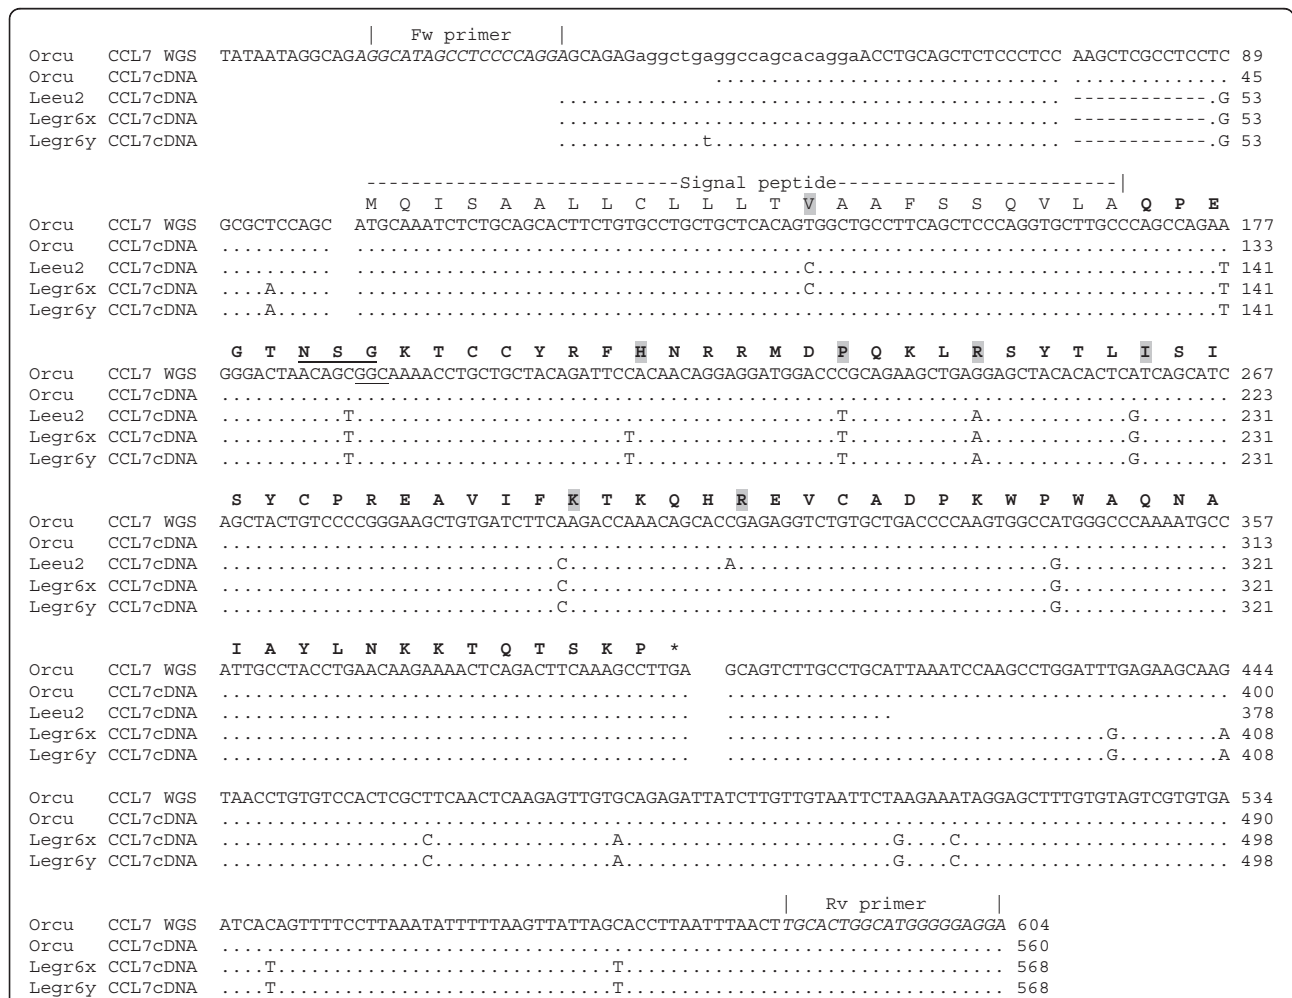 | Fw primer |
Orcu CCL7 WGS TATAATAGGCAGAAGGCATAGCCTCCCCAGGAGCAGAGaggctgaggccagcacaggaACCTGCAGCTCTCCCTCC AAGCTCGCCTCCTC 89
Orcu CCL7cDNA ..................................... .............. 45
Leeu2 CCL7cDNA ...................................................... ------------.G 53
Legr6x CCL7cDNA ...................................................... ------------.G 53
Legr6y CCL7cDNA ................t..................................... ------------.G 53
----------------------------Signal peptide------------------------------|
M Q I S A A L L C L L L T V A A F S S Q V L A Q P E
Orcu CCL7 WGS GCGCTCCAGC ATGCAAATCTCTGCAGCACTTCTGTGCCTGCTGCTCACAGTGGCTGCCTTCAGCTCCCAGGTGCTTGCCCAGCCAGAA 177
Orcu CCL7cDNA .......... .............................................................................. 133
Leeu2 CCL7cDNA .......... ................................................C............................................T 141
Legr6x CCL7cDNA ....A..... ................................................C............................................T 141
Legr6y CCL7cDNA ....A..... .............................................................................................T 141
G T N S G K T C C Y R F H N R R M D P Q K L R S Y T L I S I
Orcu CCL7 WGS GGGACTAACAGCGGCAAAACCTGCTGCTACAGATTCCACAACAGGAGGATGGACCCGCAGAAGCTGAGGAGCTACACACTCATCAGCATC 267
Orcu CCL7cDNA .......................................................................................... 223
Leeu2 CCL7cDNA ...........T...........................................T...........A.............G........ 231
Legr6x CCL7cDNA ...........T........................T..................T...........A.............G........ 231
Legr6y CCL7cDNA ...........T........................T..................T...........A.............G........ 231
S Y C P R E A V I F K T K Q H R E V C A D P K W P W A Q N A
Orcu CCL7 WGS AGCTACTGTCCCCGGGAAGCTGTGATCTTCAAGACCAAACAGCACCGAGAGGTCTGTGCTGACCCCAAGTGGCCATGGGCCCAAAATGCC 357
Orcu CCL7cDNA .......................................................................................... 313
Leeu2 CCL7cDNA ..............................C...............A............................G............... 321
Legr6x CCL7cDNA ..............................C............................................G............... 321
Legr6y CCL7cDNA ..............................C............................................G............... 321
I A Y L N K K T Q T S K P *
Orcu CCL7 WGS ATTGCCTACCTGAACAAGAAAACTCAGACTTCAAAGCCTTGA GCAGTCTTGCCTGCATTAAATCCAAGCCTGGATTTGAGAAGCAAG 444
Orcu CCL7cDNA .......................................... ............................................. 400
Leeu2 CCL7cDNA .......................................... ............... 378
Legr6x CCL7cDNA .......................................... ..................................G.........A 408
Legr6y CCL7cDNA .......................................... ..................................G.........A 408
Orcu CCL7 WGS TAACCTGTGTCCACTCGCTTCAACTCAAGAGTTGTGCAGAGATTATCTTGTTGTAATTCTAAGAAATAGGAGCTTTGTGTAGTCGTGTGA 534
Orcu CCL7cDNA .......................................................................................... 490
Legr6x CCL7cDNA ..................C................A........................G....C........................ 498
Legr6y CCL7cDNA ..................C................A........................G....C........................ 498
| Rv primer |
Orcu CCL7 WGS ATCACAGTTTTCCTTAAATATTTTTAAGTTATTAGCACCTTAATTTAACTTGCACTGGCATGGGGGAGGA 604
Orcu CCL7cDNA ...................................................................... 560
Legr6x CCL7cDNA ....T..............................T.................................. 568
Legr6y CCL7cDNA ....T..............................T.................................. 568